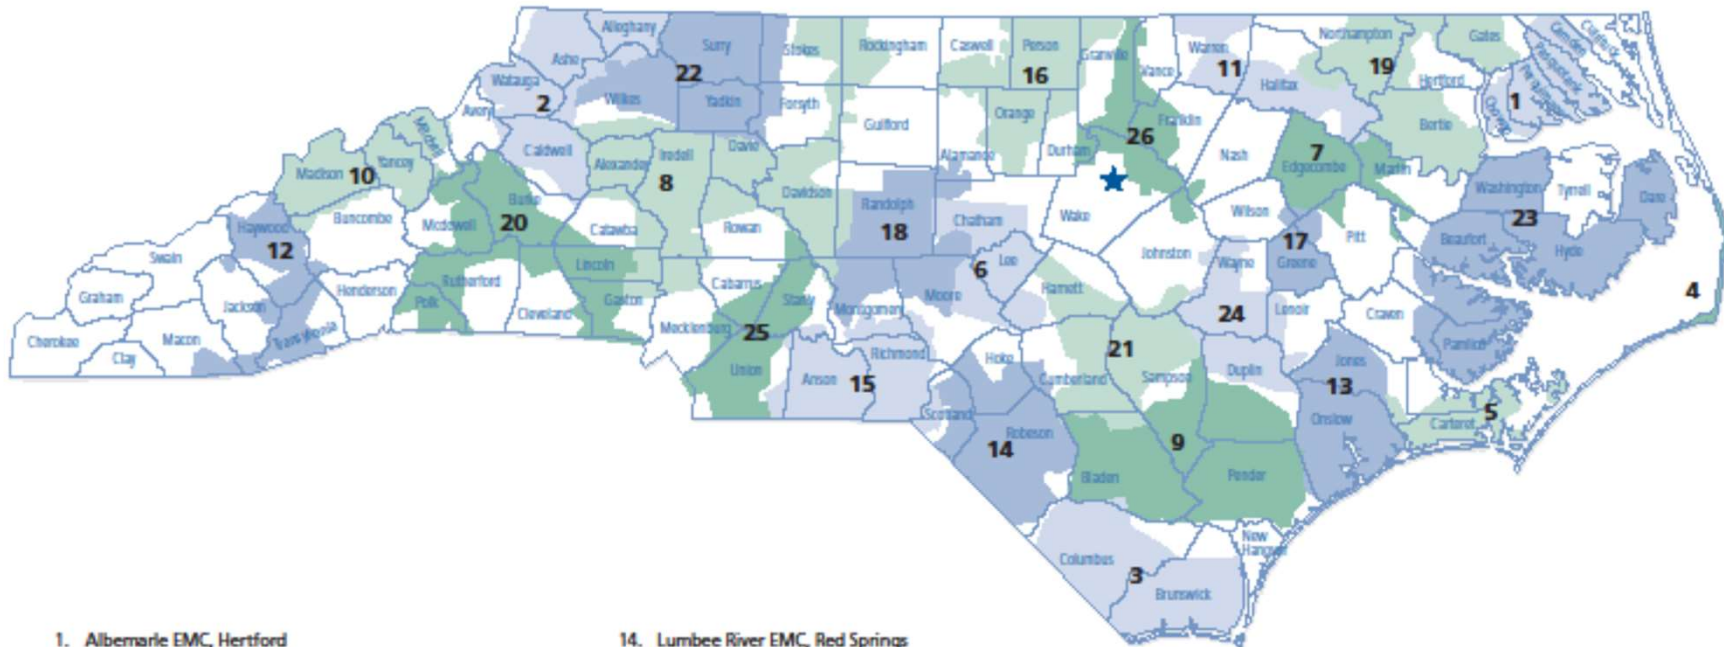 Alleghany
Surry
Stokes
Rockingham
Caswell
Person
Granville
Vance
Warren
11
Northampton
19
Gates
Camden
Currituck
Pasquotank
Perquimans
Chowan
1
Ashe
22
16
Hertford
Halifax
Watauga
2
Wilkes
Yadkin
Forsyth
Guilford
Orange
Durham
Franklin
26
Nash
Bertie
Avery
Mitchell
Yancey
Madison
10
Caldwell
Alexander
Iredell
8
Davie
Davidson
Alamance
Edgecombe
7
Martin
Washington
Tyrrell
Dare
23
Buncombe
Mcdowell
Burke
20
Catawba
Rowan
Randolph
18
Chatham
Wake
Wilson
17
Pitt
Beaufort
Hyde
Haywood
12
Swain
Graham
Jackson
Henderson
Rutherford
Polk
Lincoln
Gaston
Cleveland
Cabarrus
Stanly
Montgomery
Moore
6
Lee
Harnett
Johnston
Wayne
Greene
24
Lenoir
Craven
Pamlico
4
Cherokee
Clay
Macon
Transylvania
Mecklenburg
25
Union
Anson
15
Richmond
Hoke
Scotland
Cumberland
21
Sampson
Duplin
Jones
13
Onslow
Carteret
5
Robeson
14
Bladen
9
Pender
New
Hanover
Columbus
3
Brunswick
1. Albemarle EMC, Hertford
14. Lumbee River EMC, Red Springs